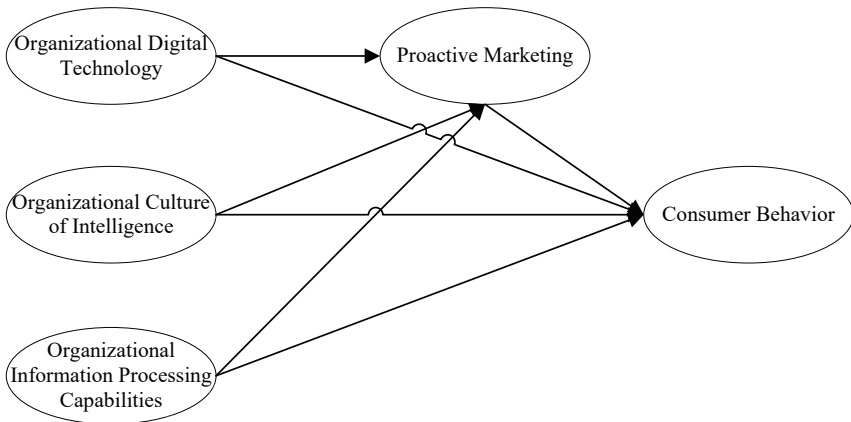 Organizational Digital
Technology
Proactive Marketing
Organizational Culture
of Intelligence
Consumer Behavior
Organizational
Information Processing
Capabilities